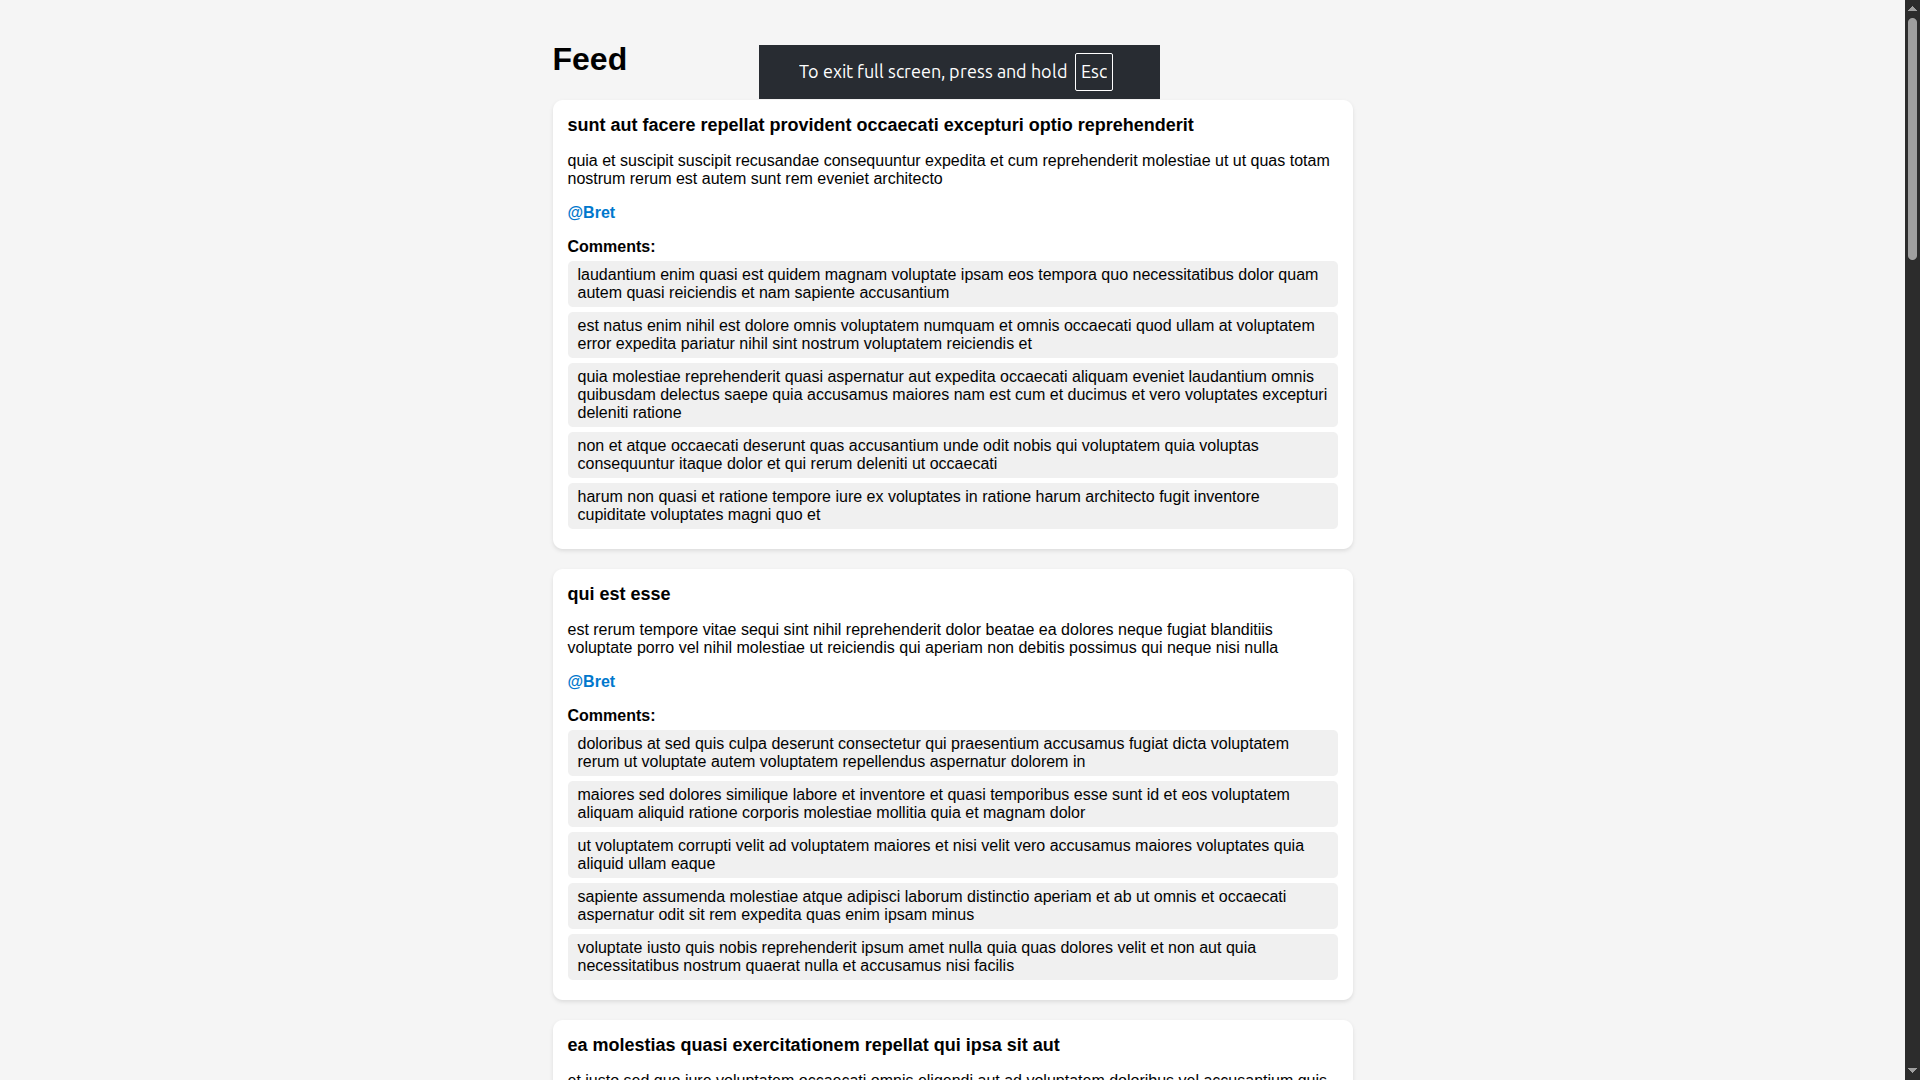 Feed
To exit full screen, press and hold Esc
sunt aut facere repellat provident occaecati excepturi optio reprehenderit
quia et suscipit suscipit recusandae consequuntur expedita et cum reprehenderit molestiae ut ut quas totam
nostrum rerum est autem sunt rem eveniet architecto
@Bret
Comments:
laudantium enim quasi est quidem magnam voluptate ipsam eos tempora quo necessitatibus dolor quam
autem quasi reiciendis et nam sapiente accusantium
est natus enim nihil est dolore omnis voluptatem numquam et omnis occaecati quod ullam at voluptatem
error expedita pariatur nihil sint nostrum voluptatem reiciendis et
quia molestiae reprehenderit quasi aspernatur aut expedita occaecati aliquam eveniet laudantium omnis
quibusdam delectus saepe quia accusamus maiores nam est cum et ducimus et vero voluptates excepturi
deleniti ratione
non et atque occaecati deserunt quas accusantium unde odit nobis qui voluptatem quia voluptas
consequuntur itaque dolor et qui rerum deleniti ut occaecati
harum non quasi et ratione tempore iure ex voluptates in ratione harum architecto fugit inventore
cupiditate voluptates magni quo et
qui est esse
est rerum tempore vitae sequi sint nihil reprehenderit dolor beatae ea dolores neque fugiat blanditiis
voluptate porro vel nihil molestiae ut reiciendis qui aperiam non debitis possimus qui neque nisi nulla
@Bret
Comments:
doloribus at sed quis culpa deserunt consectetur qui praesentium accusamus fugiat dicta voluptatem
rerum ut voluptate autem voluptatem repellendus aspernatur dolorem in
maiores sed dolores similique labore et inventore et quasi temporibus esse sunt id et eos voluptatem
aliquam aliquid ratione corporis molestiae mollitia quia et magnam dolor
ut voluptatem corrupti velit ad voluptatem maiores et nisi velit vero accusamus maiores voluptates quia
aliquid ullam eaque
sapiente assumenda molestiae atque adipisci laborum distinctio aperiam et ab ut omnis et occaecati
aspernatur odit sit rem expedita quas enim ipsam minus
voluptate iusto quis nobis reprehenderit ipsum amet nulla quia quas dolores velit et non aut quia
necessitatibus nostrum quaerat nulla et accusamus nisi facilis
ea molestias quasi exercitationem repellat qui ipsa sit aut
et iusto sed quo iure voluptatem occaecati omnis eligendi aut ad voluptatem doloribus vel accusantium quis